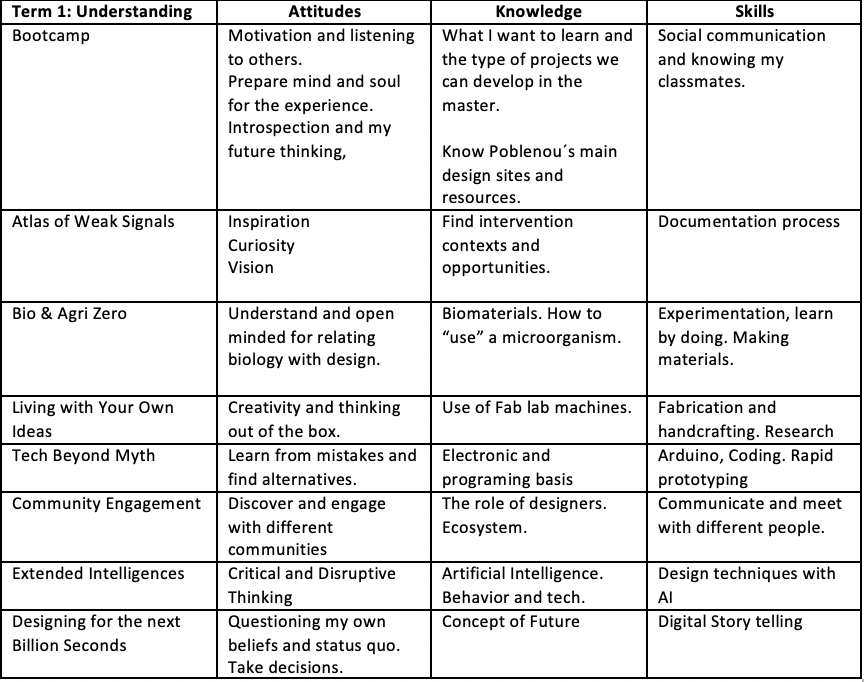 Term 1: Understanding
Attitudes
Knowledge
Skills
Bootcamp
Motivation and listening
to others.
Prepare mind and soul
for the experience.
Introspection and my
future thinking,
What I want to learn and
the type of projects we
can develop in the
master.
Know Poblenou´s main
design sites and
resources.
Social communication
and knowing my
classmates.
Atlas of Weak Signals
Inspiration
Curiosity
Vision
Find intervention
contexts and
opportunities.
Documentation process
Bio & Agri Zero
Understand and open
minded for relating
biology with design.
Biomaterials. How to
“use” a microorganism.
Experimentation, learn
by doing. Making
materials.
Living with Your Own
Ideas
Creativity and thinking
out of the box.
Use of Fab lab machines.
Fabrication and
handcrafting. Research
Tech Beyond Myth
Learn from mistakes and
find alternatives.
Electronic and
programing basis
Arduino, Coding. Rapid
prototyping
Community Engagement
Discover and engage
with different
communities
The role of designers.
Ecosystem.
Communicate and meet
with different people.
Extended Intelligences
Critical and Disruptive
Thinking
Artificial Intelligence.
Behavior and tech.
Design techniques with
AI
Designing for the next
Billion Seconds
Questioning my own
beliefs and status quo.
Take decisions.
Concept of Future
Digital Story telling